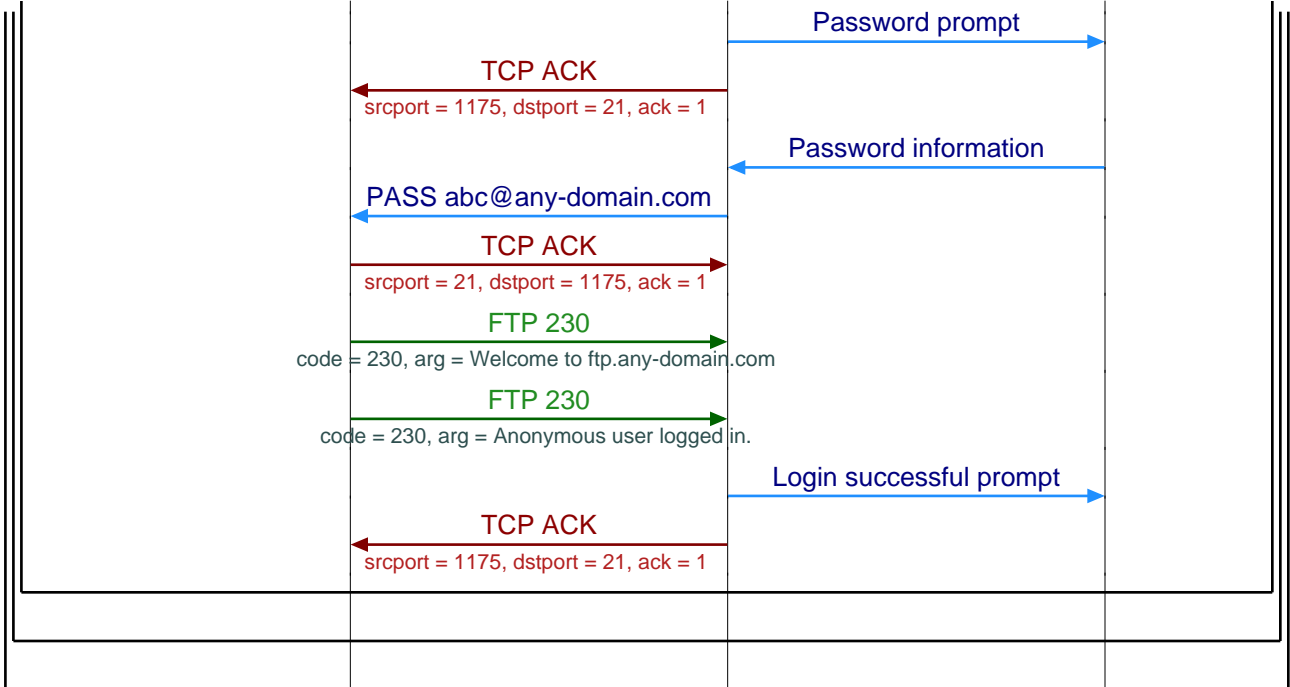 Password prompt
TCP ACK
srcport = 1175, dstport = 21, ack = 1
Password information
PASS abc@any-domain.com
TCP ACK
srcport = 21, dstport = 1175, ack = 1
FTP 230
code = 230, arg = Welcome to ftp.any-domain.com
FTP 230
code = 230, arg = Anonymous user logged in.
Login successful prompt
TCP ACK
srcport = 1175, dstport = 21, ack = 1